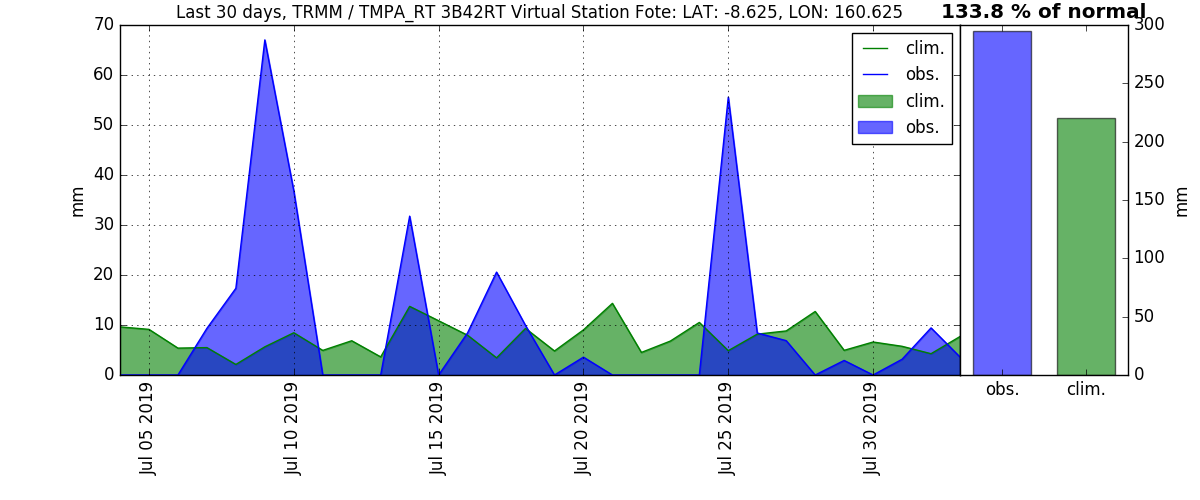 Last 30 days, TRMM / TMPA_RT 3B42RT Virtual Station Fote: LAT: -8.625, LON: 160.625
133.8 % of normal
70
60
50
40
30
20
10
0
mm
clim.
obs.
clim.
obs.
Jul 05 2019
Jul 10 2019
Jul 15 2019
Jul 20 2019
Jul 25 2019
Jul 30 2019
300
250
200
150
100
50
0
mm
obs.
clim.